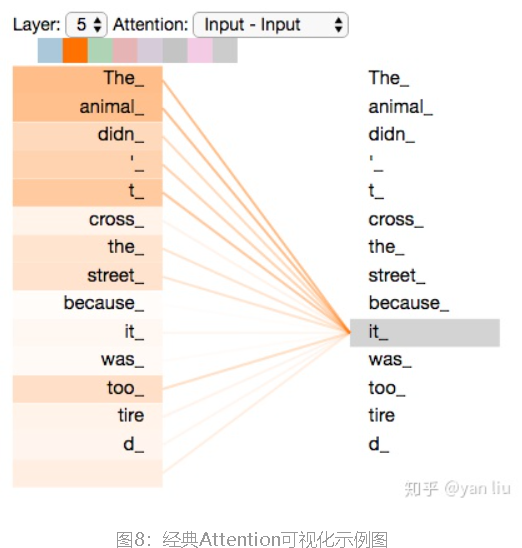 Layer: 5 Attention: Input - Input
The_ The_
animal_ animal_
didn_ didn_
'_ '_
t_ t_
cross_ cross_
the_ the_
street_ street_
because_ because_
it_ it_
was_ was_
too_ too_
tire tire
d_ d_
知乎 @yan liu
图8：经典Attention可视化示例图